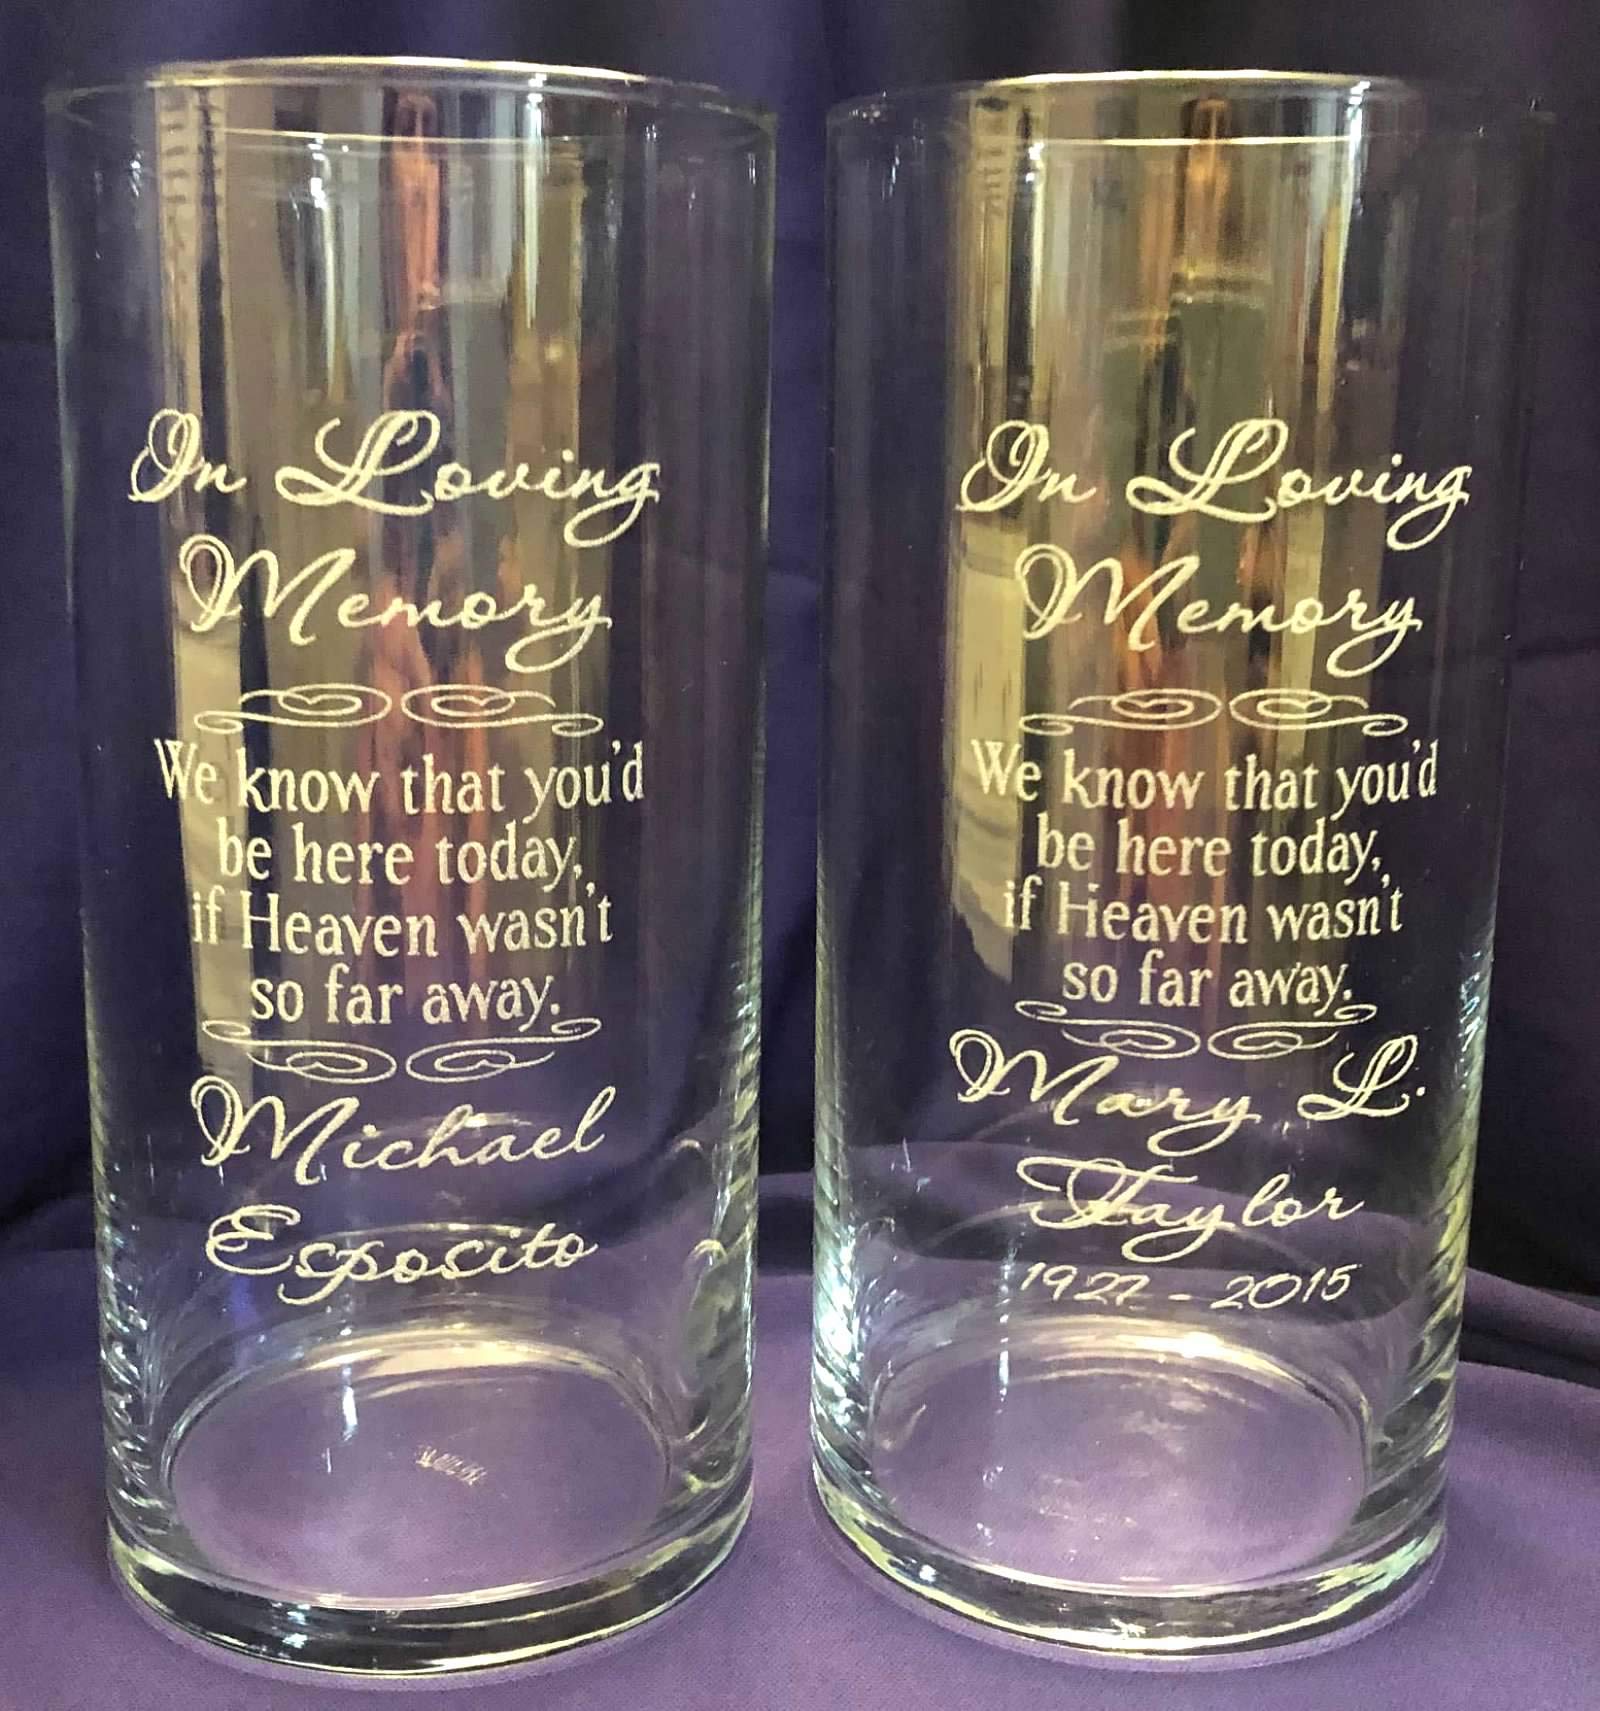 In Loving
Memory
We know that you'd
be here today,
if Heaven wasn't
so far away.
Michael
Esposito
In Loving
Memory
We know that you'd
be here today,
if Heaven wasn't
so far away.
Mary L.
Taylor
1927 - 2015